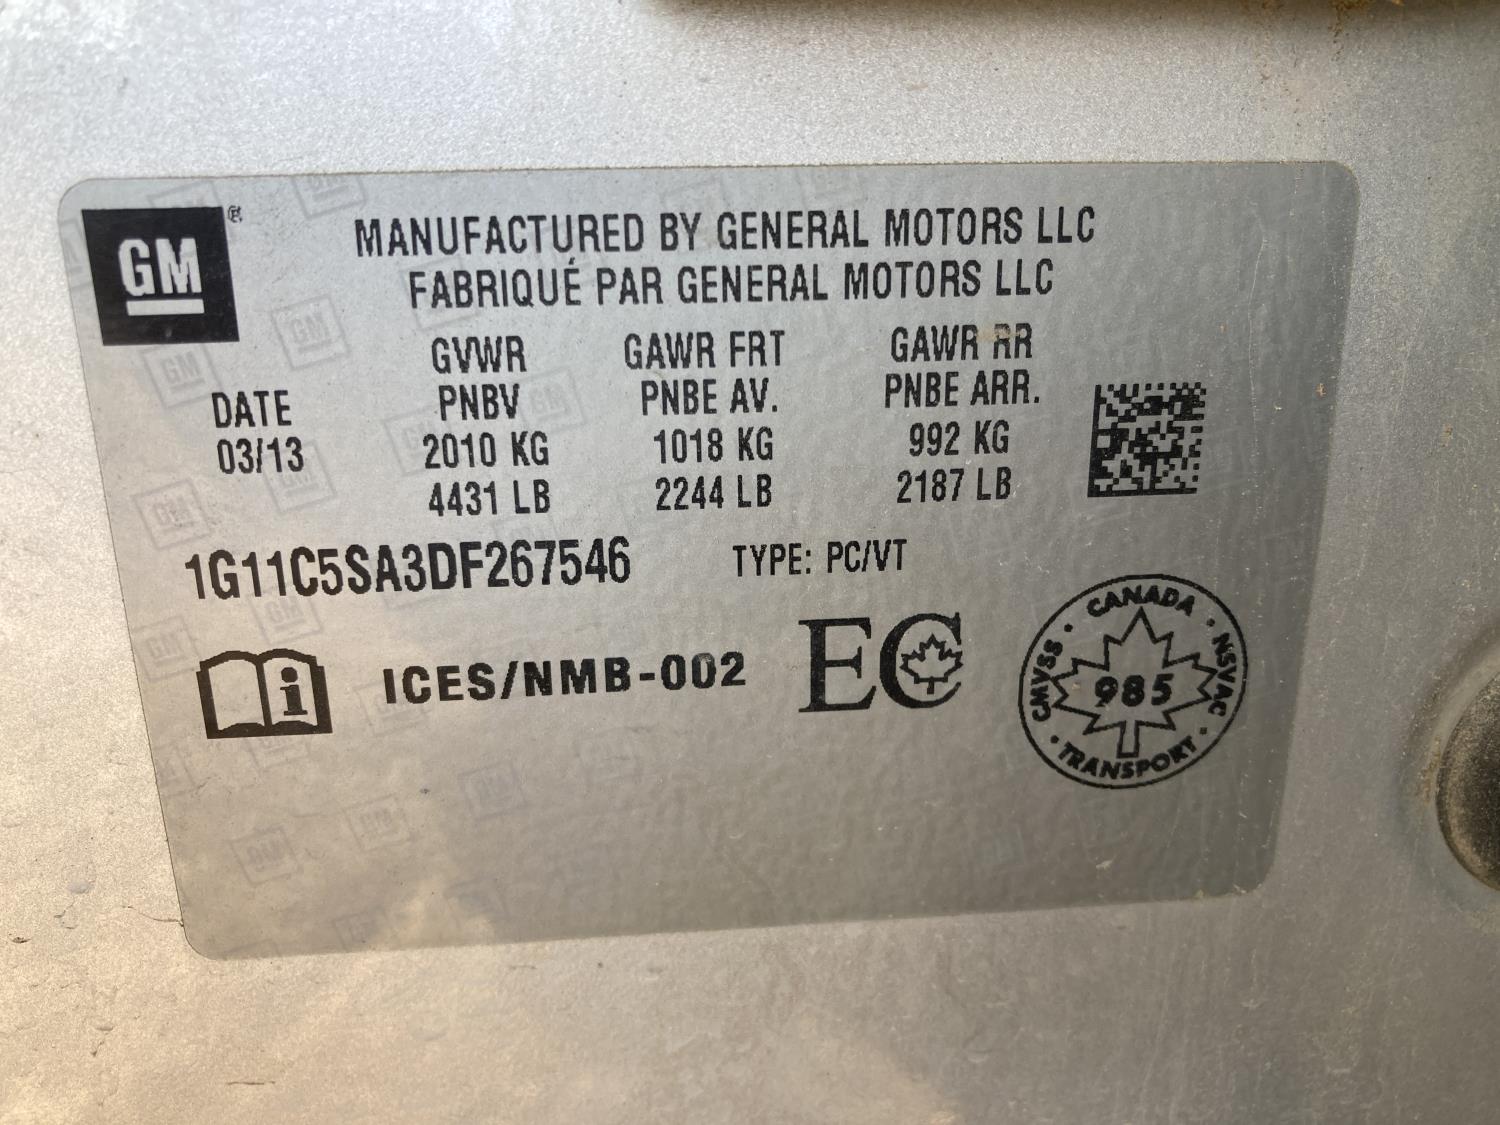 GM ®
MANUFACTURED BY GENERAL MOTORS LLC
FABRIQUÉ PAR GENERAL MOTORS LLC
DATE
03/13
GVWR
PNBV
2010 KG
4431 LB
GAWR FRT
PNBE AV.
1018 KG
2244 LB
GAWR RR
PNBE ARR.
992 KG
2187 LB
1G11C5SA3DF267546 TYPE: PC/VT
i ICES/NMB-002 EC
CANADA · NSVAC · TRANSPORT · CMVSS ·
985